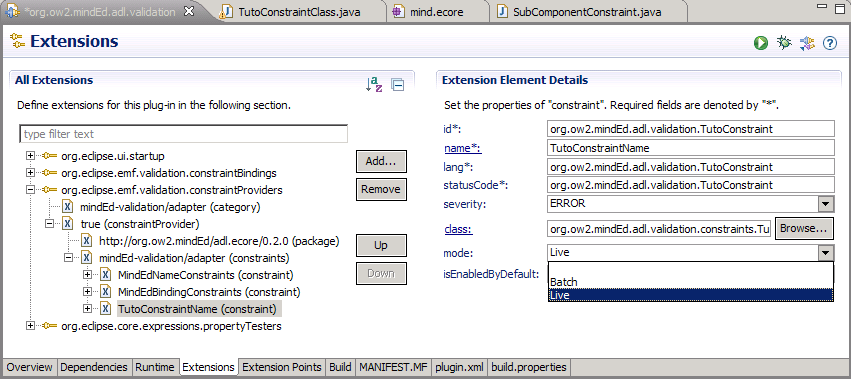 *org.ow2.mindEd.adl.validation
TutoConstraintClass.java
mind.ecore
SubComponentConstraint.java
Extensions
All Extensions
Define extensions for this plug-in in the following section.
type filter text
org.eclipse.ui.startup
org.eclipse.emf.validation.constraintBindings
org.eclipse.emf.validation.constraintProviders
mindEd-validation/adapter (category)
true (constraintProvider)
http://org.ow2.mindEd/adl.ecore/0.2.0 (package)
mindEd-validation/adapter (constraints)
MindEdNameConstraints (constraint)
MindEdBindingConstraints (constraint)
TutoConstraintName (constraint)
org.eclipse.core.expressions.propertyTesters
Add...
Remove
Up
Down
Extension Element Details
Set the properties of "constraint". Required fields are denoted by "*".
id*: org.ow2.mindEd.adl.validation.TutoConstraint
name*: TutoConstraintName
lang*: org.ow2.mindEd.adl.validation.TutoConstraint
statusCode*: org.ow2.mindEd.adl.validation.TutoConstraint
severity: ERROR
class: org.ow2.mindEd.adl.validation.constraints.Tu Browse...
mode: Live
Batch
isEnabledByDefault: Live
Overview Dependencies Runtime Extensions Extension Points Build MANIFEST.MF plugin.xml build.properties